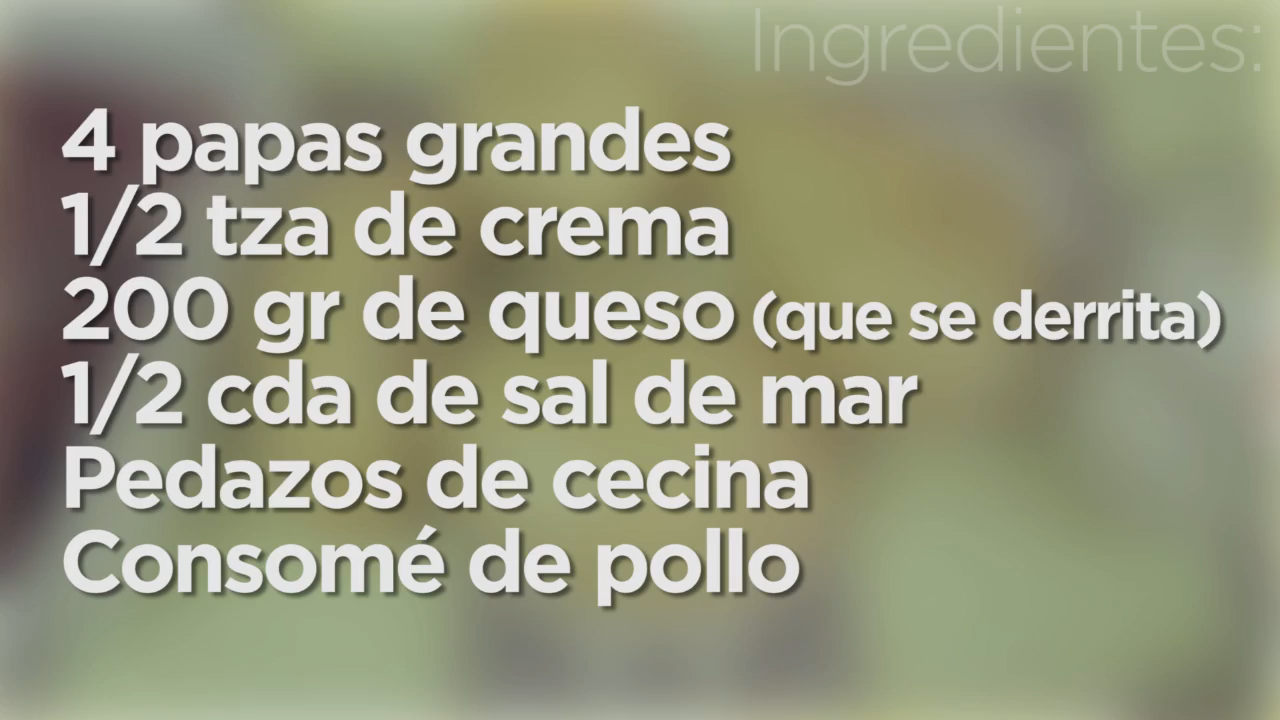 Ingredientes:
4 papas grandes
1/2 tza de crema
200 gr de queso (que se derrita)
1/2 cda de sal de mar
Pedazos de cecina
Consomé de pollo